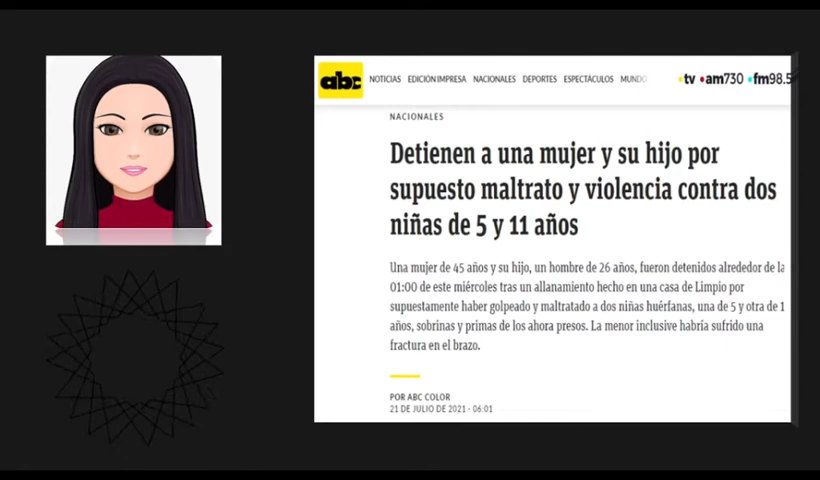 abc NOTICIAS EDICIÓN IMPRESA NACIONALES DEPORTES ESPECTÁCULOS MUNDO tv am730 fm98.5
NACIONALES
Detienen a una mujer y su hijo por
supuesto maltrato y violencia contra dos
niñas de 5 y 11 años
Una mujer de 45 años y su hijo, un hombre de 26 años, fueron detenidos alrededor de la
01:00 de este miércoles tras un allanamiento hecho en una casa de Limpio por
supuestamente haber golpeado y maltratado a dos niñas huérfanas, una de 5 y otra de 1
años, sobrinas y primas de los ahora presos. La menor inclusive habría sufrido una
fractura en el brazo.
POR ABC COLOR
21 DE JULIO DE 2021 - 06:01